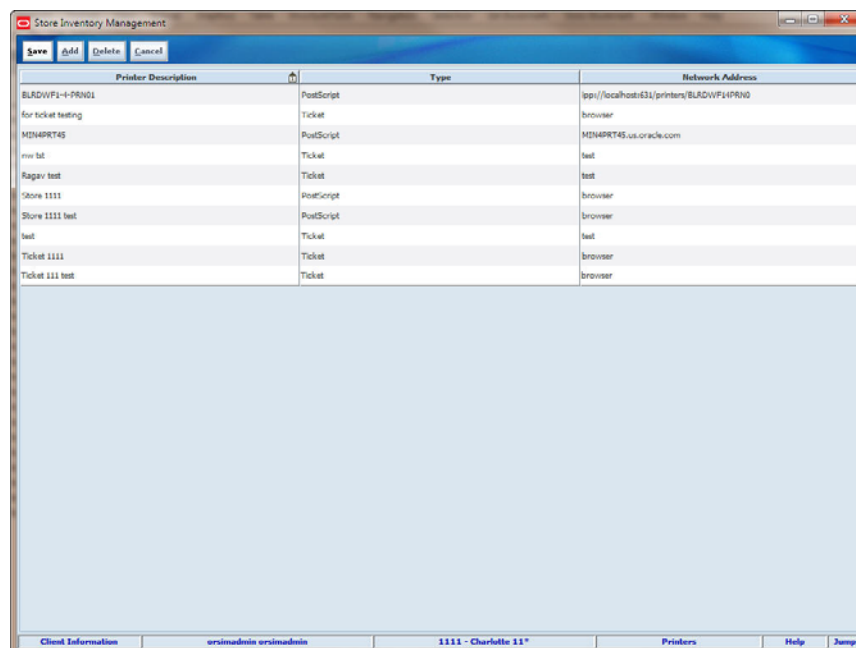 Store Inventory Management
Save Add Delete Cancel
Printer Description Type Network Address
BLRDWF1-4-PRN01 PostScript ipp://localhost:631/printers/BLRDWF14PRN0
for ticket testing Ticket browser
MIN4PRT45 PostScript MIN4PRT45.us.oracle.com
nw tst Ticket test
Ragav test Ticket test
Store 1111 PostScript browser
Store 1111 test PostScript browser
test Ticket test
Ticket 1111 Ticket browser
Ticket 111 test Ticket browser
Client Information orsimadmin orsimadmin 1111 - Charlotte 11* Printers Help Jump